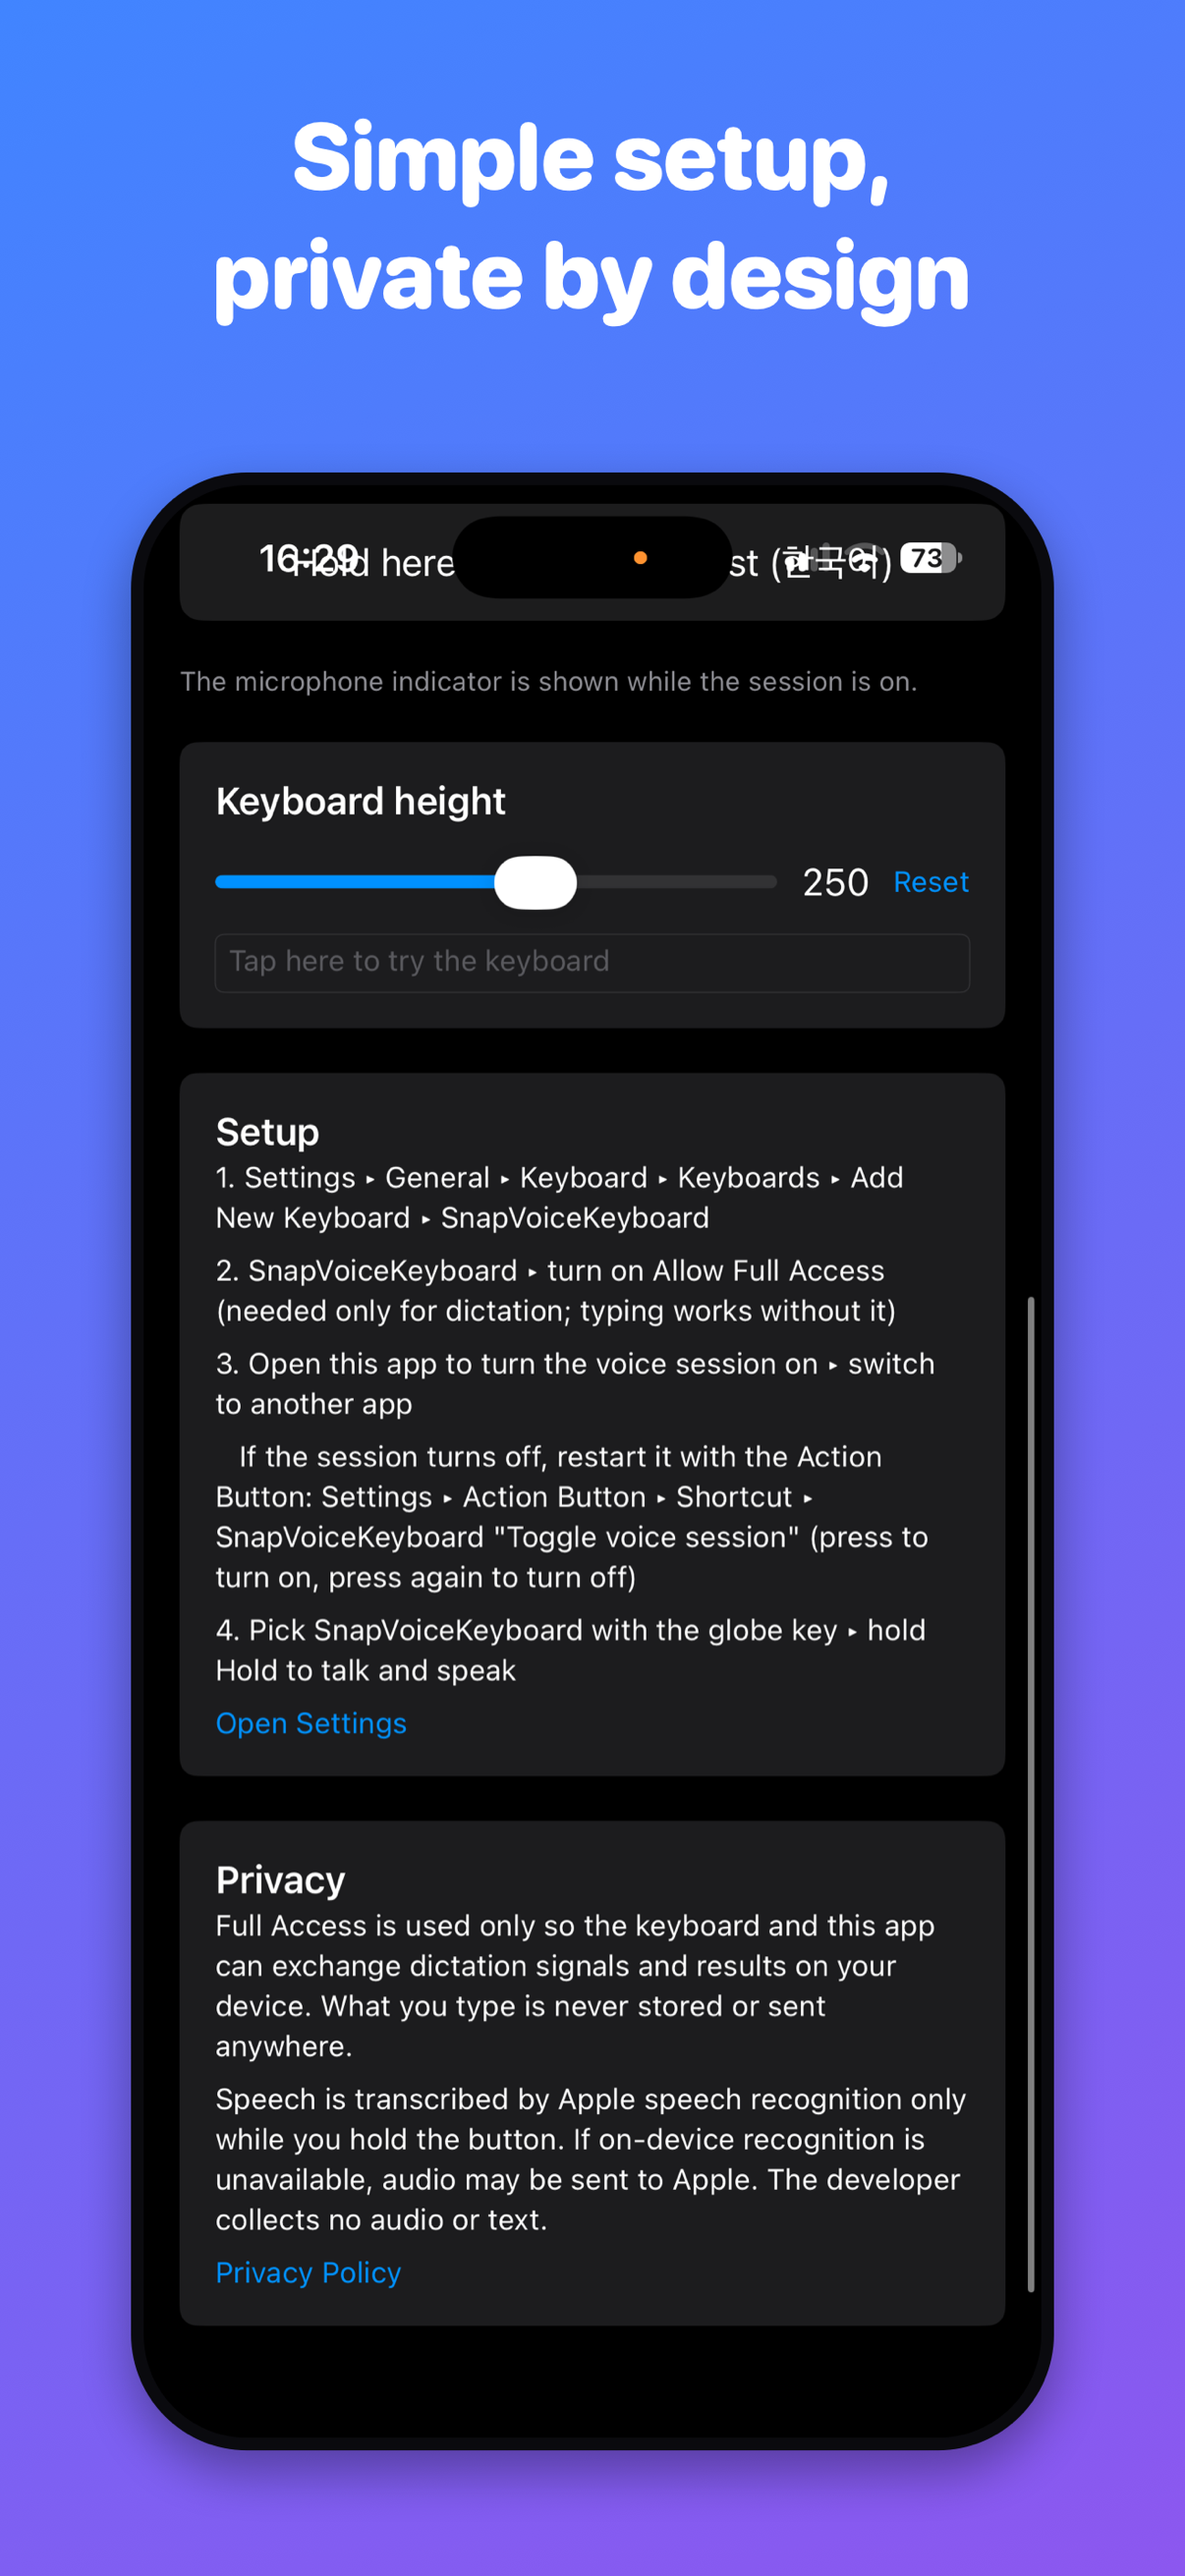 Simple setup,
private by design
16:29
Hold here st (한국어)
73
The microphone indicator is shown while the session is on.
Keyboard height
250 Reset
Tap here to try the keyboard
Setup
1. Settings ▸ General ▸ Keyboard ▸ Keyboards ▸ Add
New Keyboard ▸ SnapVoiceKeyboard
2. SnapVoiceKeyboard ▸ turn on Allow Full Access
(needed only for dictation; typing works without it)
3. Open this app to turn the voice session on ▸ switch
to another app
If the session turns off, restart it with the Action
Button: Settings ▸ Action Button ▸ Shortcut ▸
SnapVoiceKeyboard "Toggle voice session" (press to
turn on, press again to turn off)
4. Pick SnapVoiceKeyboard with the globe key ▸ hold
Hold to talk and speak
Open Settings
Privacy
Full Access is used only so the keyboard and this app
can exchange dictation signals and results on your
device. What you type is never stored or sent
anywhere.
Speech is transcribed by Apple speech recognition only
while you hold the button. If on-device recognition is
unavailable, audio may be sent to Apple. The developer
collects no audio or text.
Privacy Policy